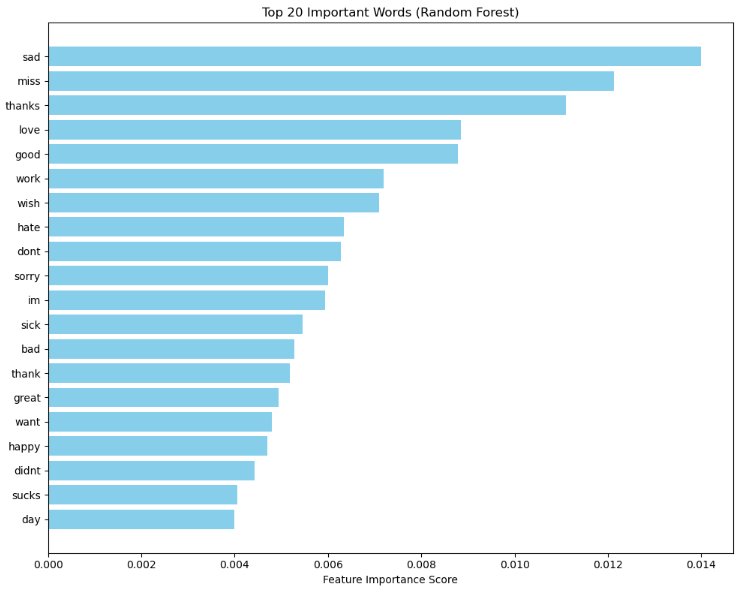 Top 20 Important Words (Random Forest)
sad
miss
thanks
love
good
work
wish
hate
dont
sorry
im
sick
bad
thank
great
want
happy
didnt
sucks
day
0.000 0.002 0.004 0.006 0.008 0.010 0.012 0.014
Feature Importance Score